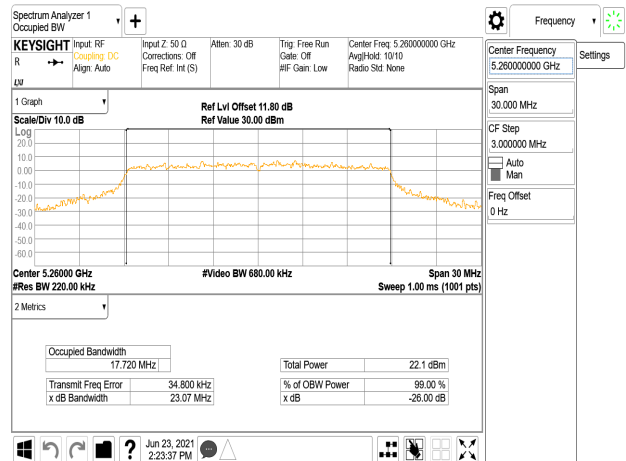 Spectrum Analyzer 1
Occupied BW
Frequency
KEYSIGHT
R
Input: RF
Coupling: DC
Align: Auto
Input Z: 50 Ω
Corrections: Off
Freq Ref: Int (S)
Atten: 30 dB
Trig: Free Run
Gate: Off
#IF Gain: Low
Center Freq: 5.260000000 GHz
Avg|Hold: 10/10
Radio Std: None
Center Frequency
5.260000000 GHz
Settings
Span
30.000 MHz
CF Step
3.000000 MHz
Auto
Man
Freq Offset
0 Hz
1 Graph
Scale/Div 10.0 dB
Ref Lvl Offset 11.80 dB
Ref Value 30.00 dBm
Log
20.0
10.0
0.00
-10.0
-20.0
-30.0
-40.0
-50.0
-60.0
Center 5.26000 GHz
#Res BW 220.00 kHz
#Video BW 680.00 kHz
Span 30 MHz
Sweep 1.00 ms (1001 pts)
2 Metrics
Occupied Bandwidth
17.720 MHz
Total Power 22.1 dBm
Transmit Freq Error 34.800 kHz
% of OBW Power 99.00 %
x dB Bandwidth 23.07 MHz
x dB -26.00 dB
?
Jun 23, 2021
2:23:37 PM